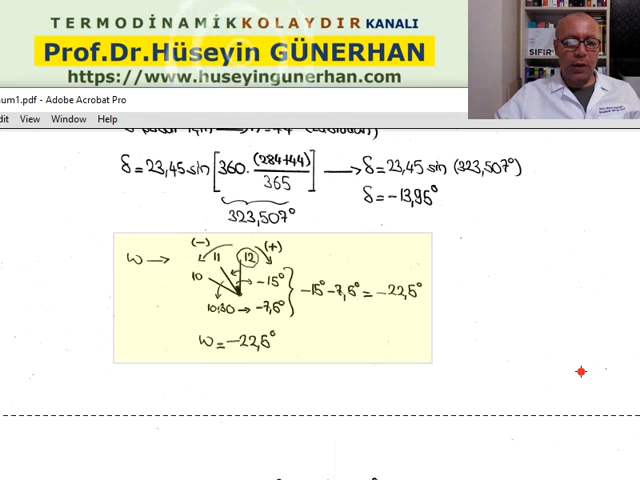 TERMODİNAMİKKOLAYDIR KANALI
Prof.Dr.Hüseyin GÜNERHAN
https://www.huseyingunerhan.com
SIFIR
um1.pdf - Adobe Acrobat Pro
dit View Window Help
δ = 23,45 sin [360. (284+44) / 365] → δ = 23,45 sin (323,507°)
323,507°
δ = -13,95°
(-) (+)
W → 11 12
10 -15°
10:30 → -7,5° } -15° -7,5° = -22,5°
W = -22,5°